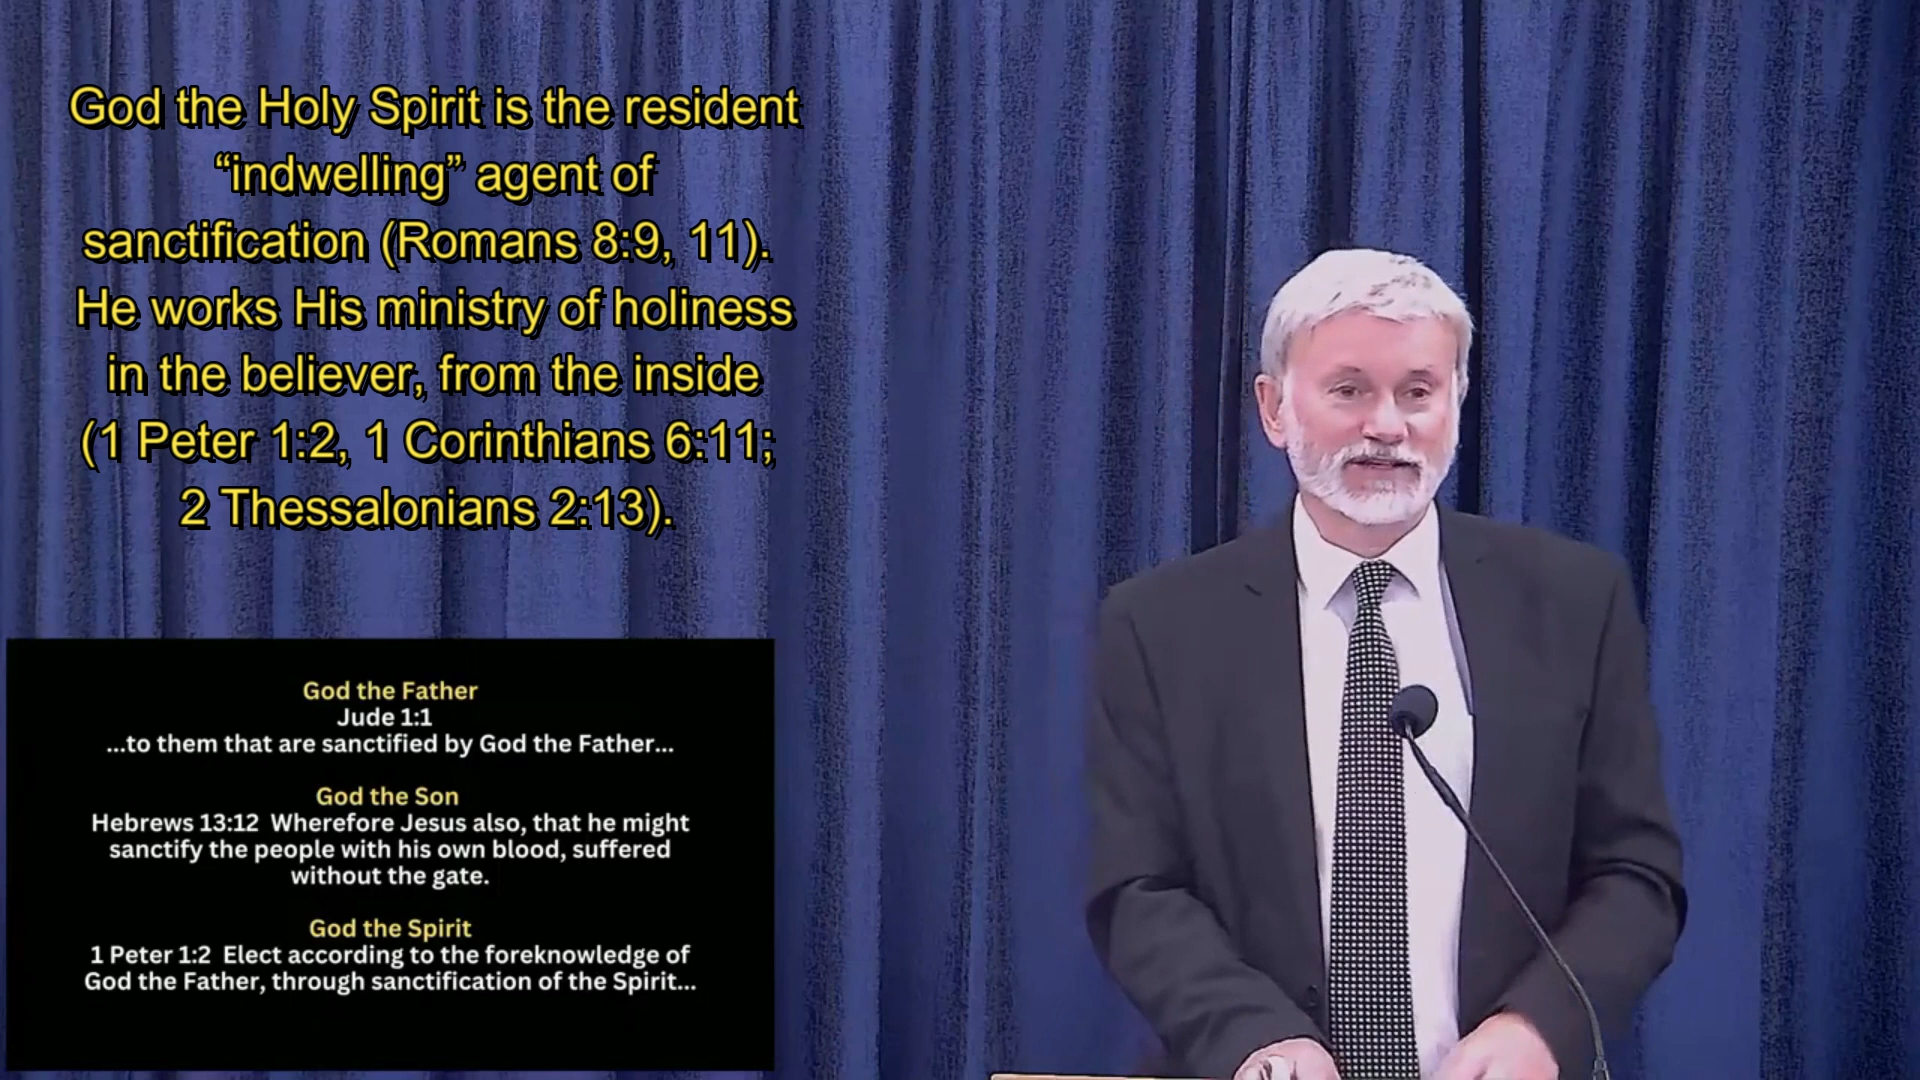 God the Holy Spirit is the resident
“indwelling” agent of
sanctification (Romans 8:9, 11).
He works His ministry of holiness
in the believer, from the inside
(1 Peter 1:2, 1 Corinthians 6:11;
2 Thessalonians 2:13).
God the Father
Jude 1:1
...to them that are sanctified by God the Father...
God the Son
Hebrews 13:12 Wherefore Jesus also, that he might
sanctify the people with his own blood, suffered
without the gate.
God the Spirit
1 Peter 1:2 Elect according to the foreknowledge of
God the Father, through sanctification of the Spirit...